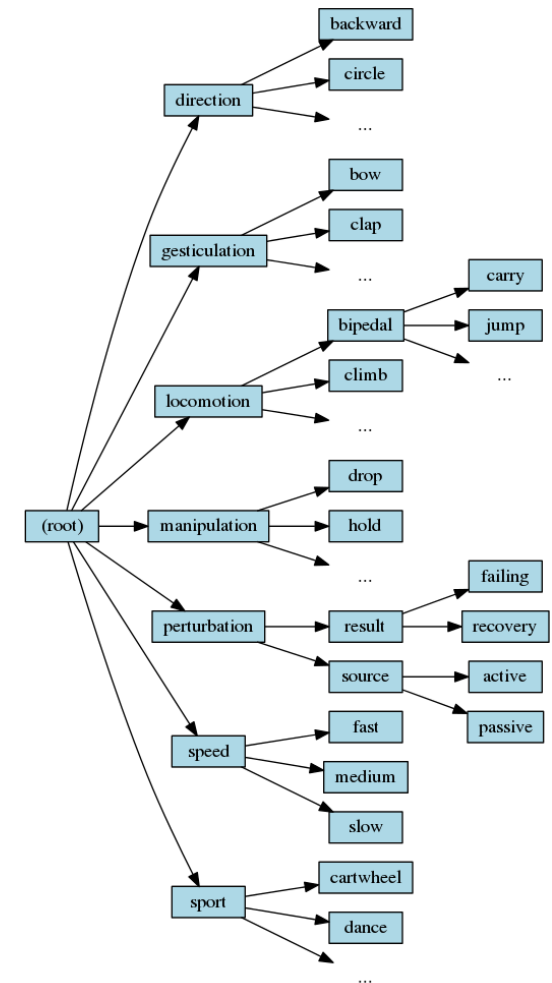 backward
circle
direction
...
bow
clap
gesticulation
...
carry
bipedal
jump
climb
...
locomotion
...
drop
(root)
manipulation
hold
...
failing
perturbation
result
recovery
source
active
passive
fast
speed
medium
slow
cartwheel
sport
dance
...